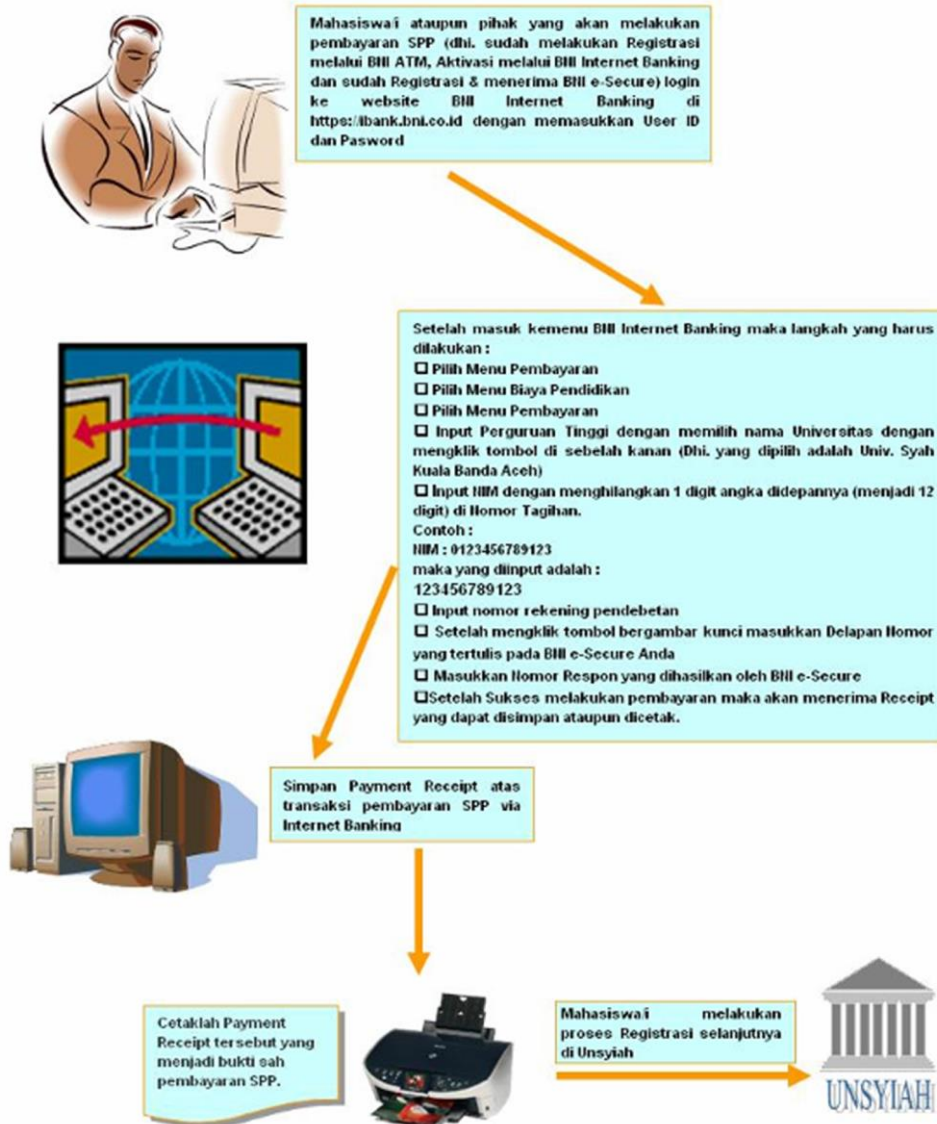 Mahasiswa/i ataupun pihak yang akan melakukan
pembayaran SPP (dhi. sudah melakukan Registrasi
melalui BNI ATM, Aktivasi melalui BNI Internet Banking
dan sudah Registrasi & menerima BNI e-Secure) login
ke website BNI Internet Banking di
https://ibank.bni.co.id dengan memasukkan User ID
dan Pasword
Setelah masuk kemenu BNI Internet Banking maka langkah yang harus
dilakukan :
❑ Pilih Menu Pembayaran
❑ Pilih Menu Biaya Pendidikan
❑ Pilih Menu Pembayaran
❑ Input Perguruan Tinggi dengan memilih nama Universitas dengan
mengklik tombol di sebelah kanan (Dhi. yang dipilih adalah Univ. Syah
Kuala Banda Aceh)
❑ Input NIM dengan menghilangkan 1 digit angka didepannya (menjadi 12
digit) di Nomor Tagihan.
Contoh :
NIM : 0123456789123
maka yang diinput adalah :
123456789123
❑ Input nomor rekening pendebetan
❑ Setelah mengklik tombol bergambar kunci masukkan Delapan Nomor
yang tertulis pada BNI e-Secure Anda
❑ Masukkan Nomor Respon yang dihasilkan oleh BNI e-Secure
❑Setelah Sukses melakukan pembayaran maka akan menerima Receipt
yang dapat disimpan ataupun dicetak.
Simpan Payment Receipt atas
transaksi pembayaran SPP via
Internet Banking
Cetaklah Payment
Receipt tersebut yang
menjadi bukti sah
pembayaran SPP.
Mahasiswa/i melakukan
proses Registrasi selanjutnya
di Unsyiah
UNSYIAH